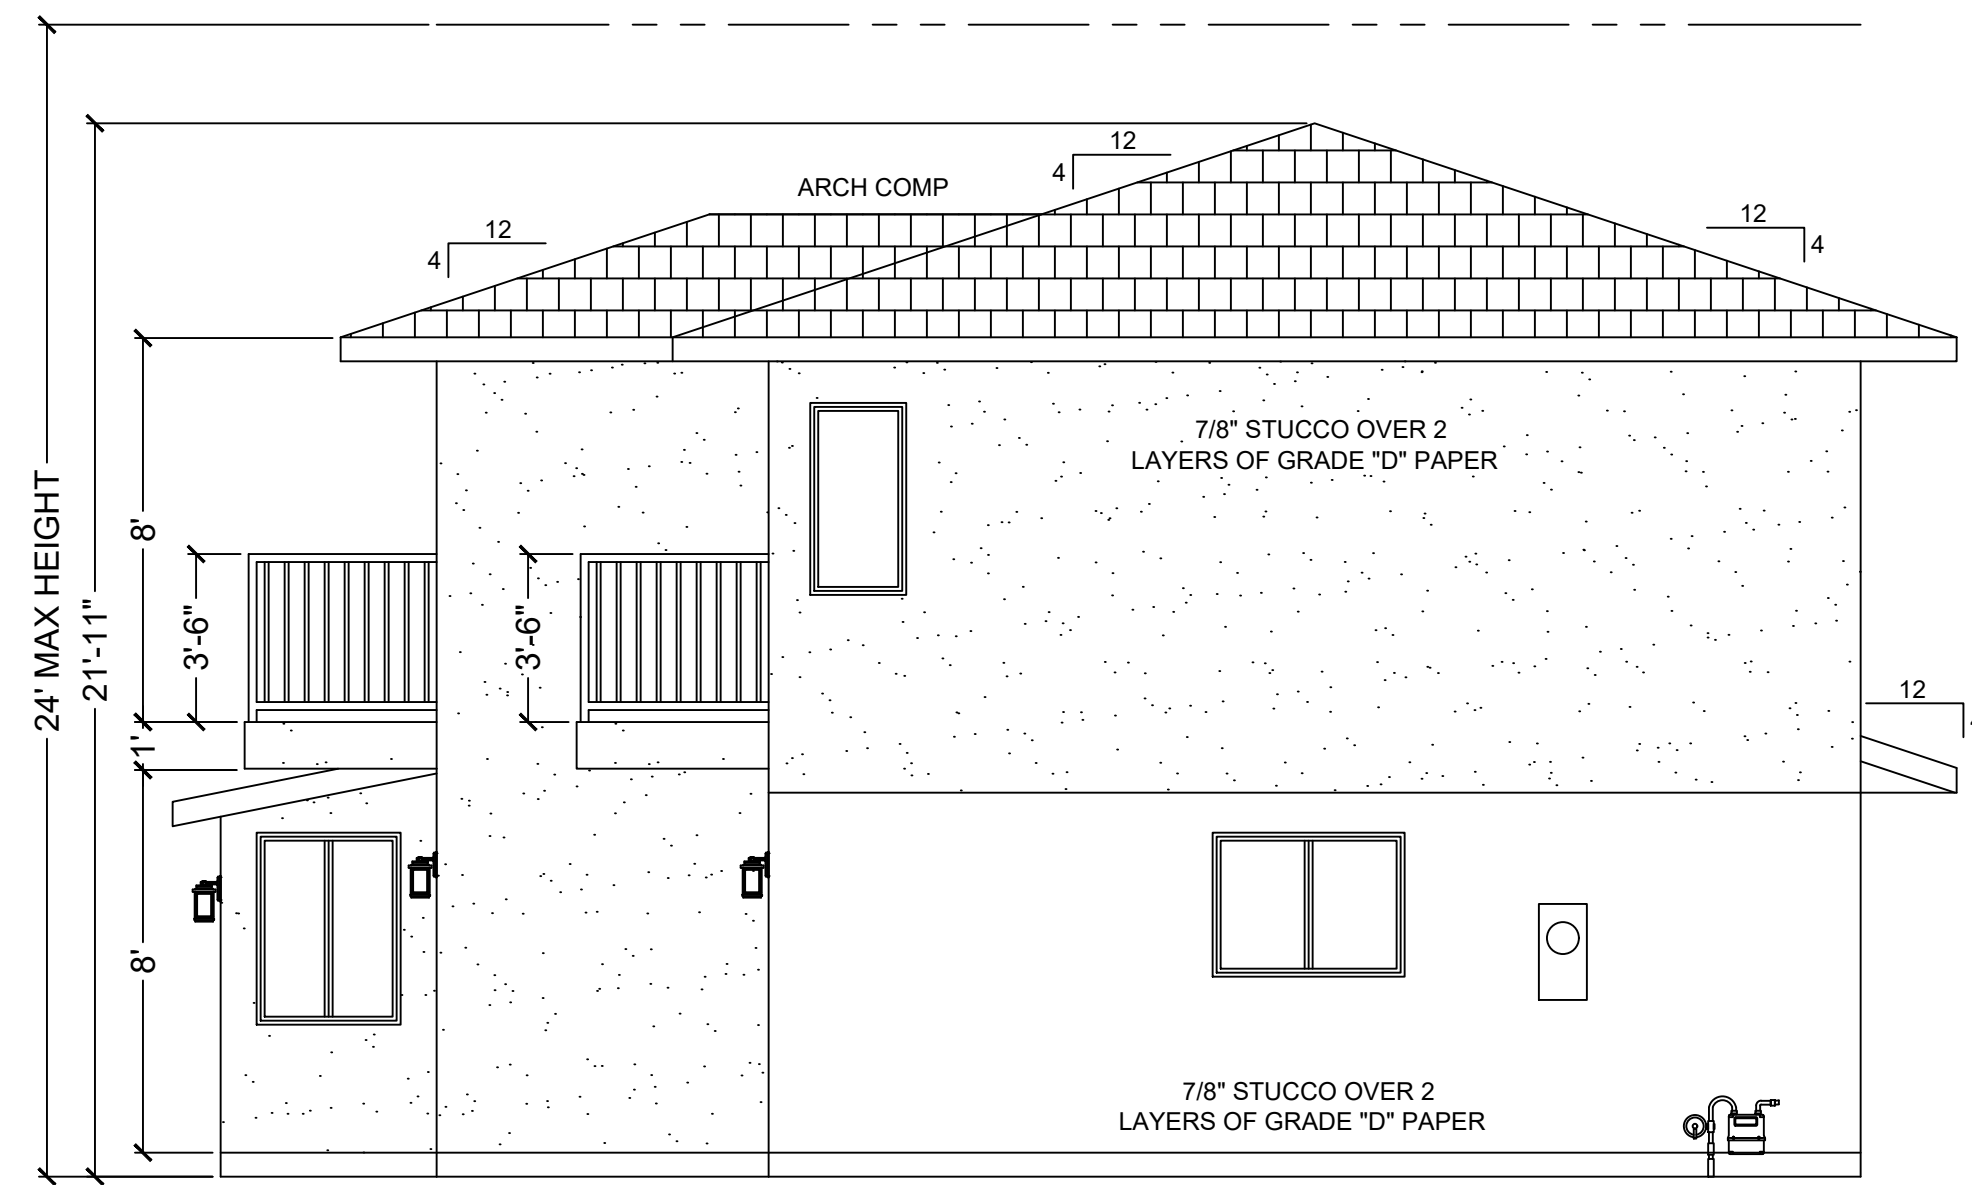 12
4
ARCH COMP
12
4
12
4
7/8" STUCCO OVER 2
LAYERS OF GRADE "D" PAPER
24' MAX HEIGHT
21'-11"
8'
3'-6"
3'-6"
12
1'
8'
7/8" STUCCO OVER 2
LAYERS OF GRADE "D" PAPER